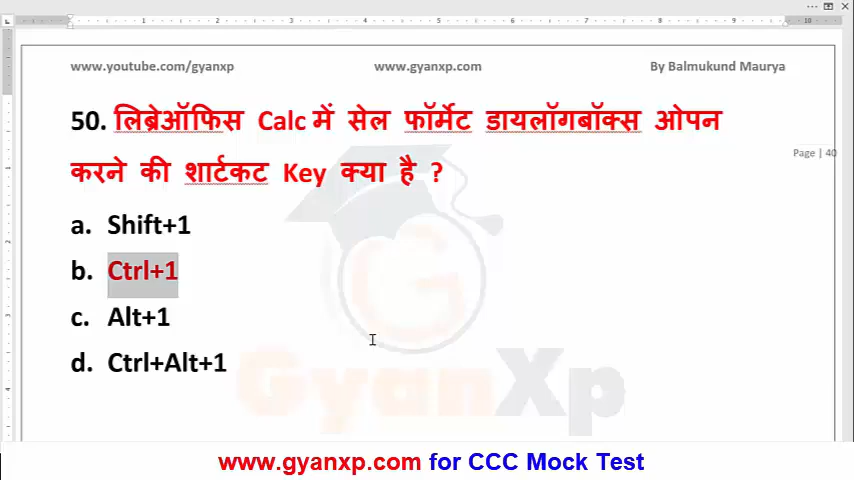 www.youtube.com/gyanxp www.gyanxp.com By Balmukund Maurya
50. लिब्रेऑफिस Calc में सेल फॉर्मेट डायलॉगबॉक्स ओपन
Page | 40
करने की शार्टकट Key क्या है ?
a. Shift+1
b. Ctrl+1
c. Alt+1
d. Ctrl+Alt+1
GyanXp
www.gyanxp.com for CCC Mock Test